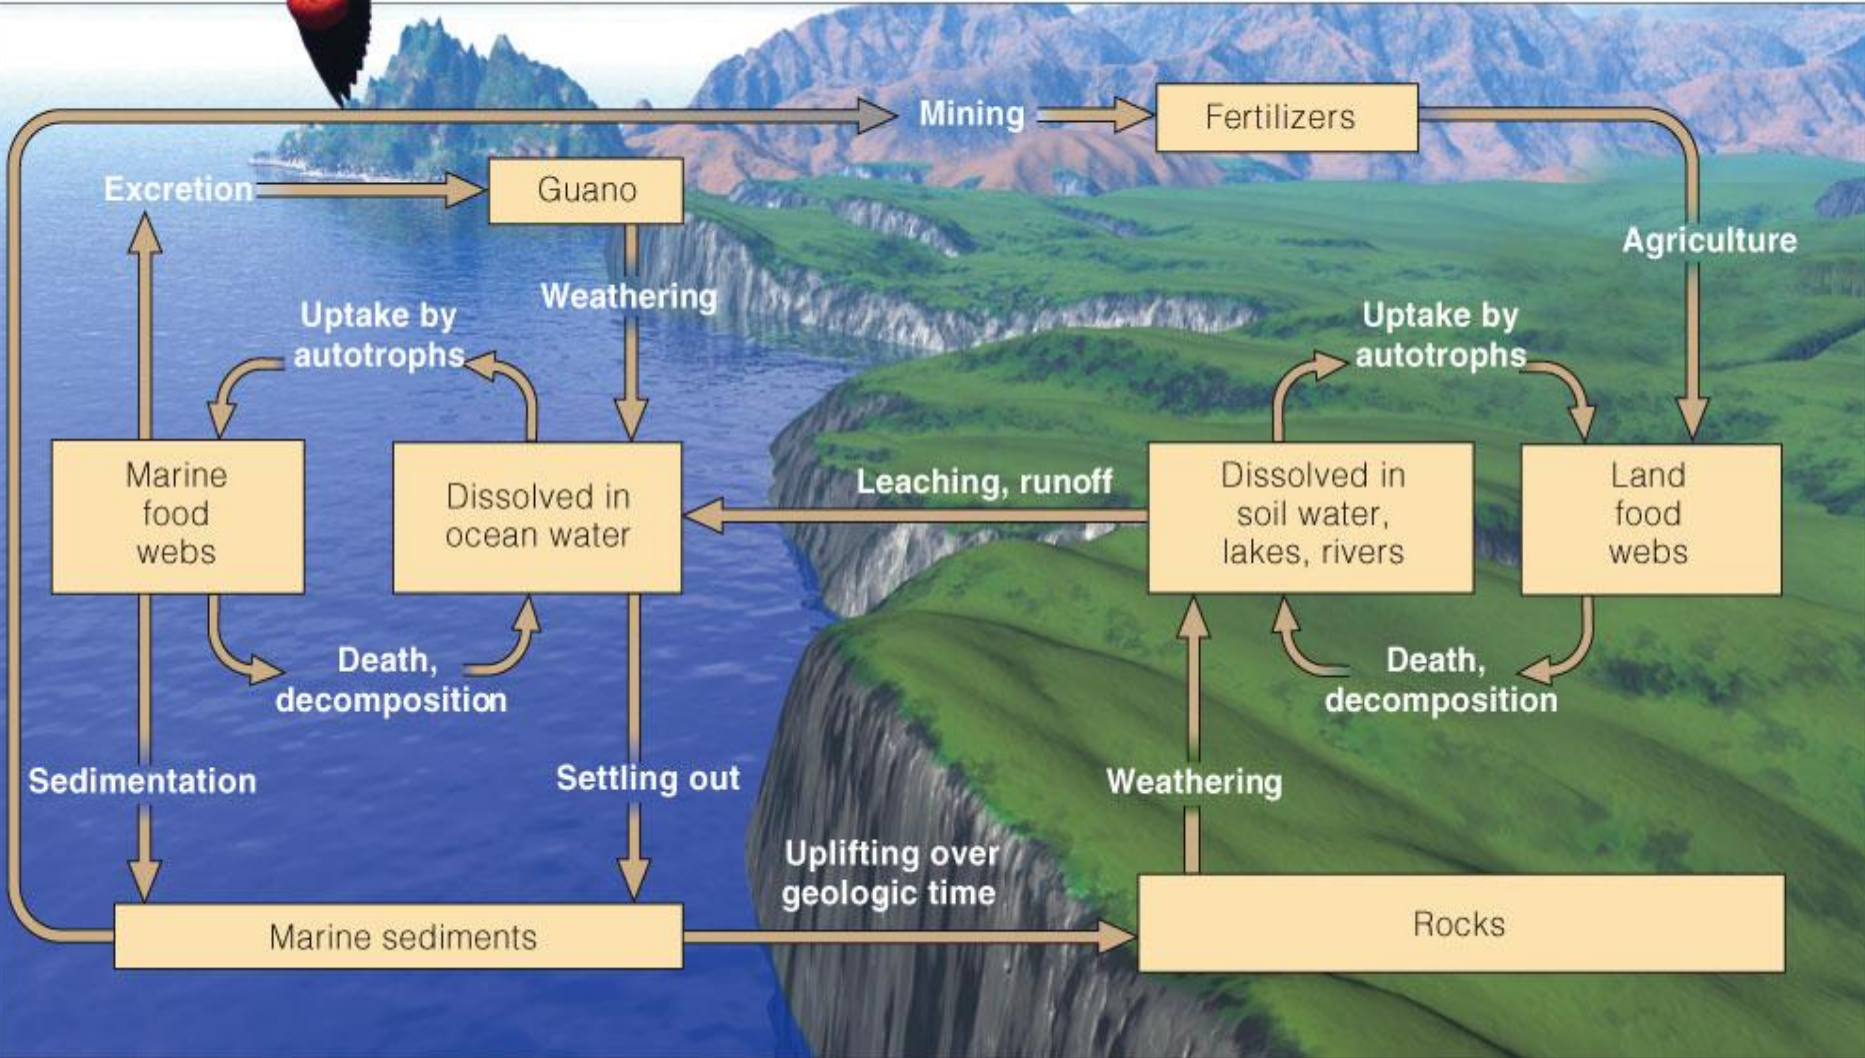 Mining
Fertilizers
Excretion
Guano
Agriculture
Weathering
Uptake by
autotrophs
Uptake by
autotrophs
Marine
food
webs
Dissolved in
ocean water
Leaching, runoff
Dissolved in
soil water,
lakes, rivers
Land
food
webs
Death,
decomposition
Death,
decomposition
Sedimentation
Settling out
Weathering
Uplifting over
geologic time
Marine sediments
Rocks